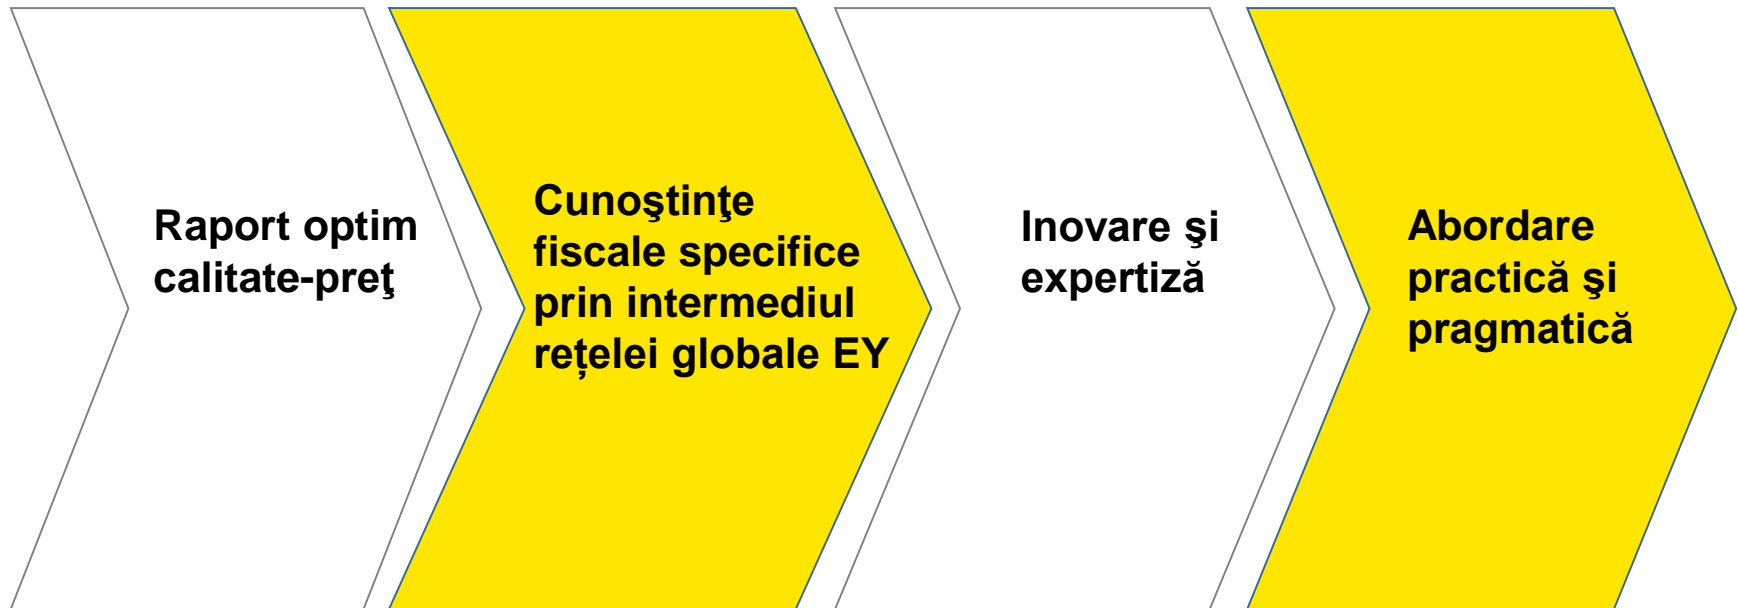 Raport optim
calitate-preţ
Cunoştinţe
fiscale specifice
prin intermediul
rețelei globale EY
Inovare şi
expertiză
Abordare
practică şi
pragmatică